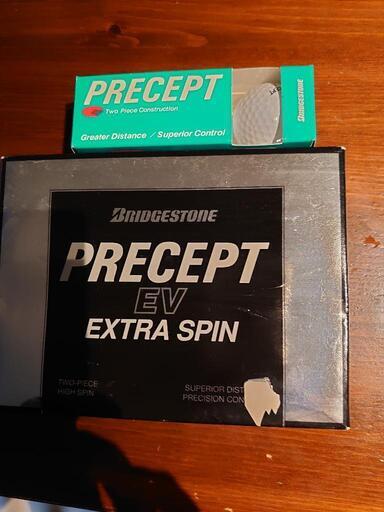 PRECEPT
Two Piece Construction
Greater Distance / Superior Control
BRIDGESTONE
BRIDGESTONE
PRECEPT
EV
EXTRA SPIN
TWO-PIECE
HIGH SPIN
SUPERIOR DIST
PRECISION CON